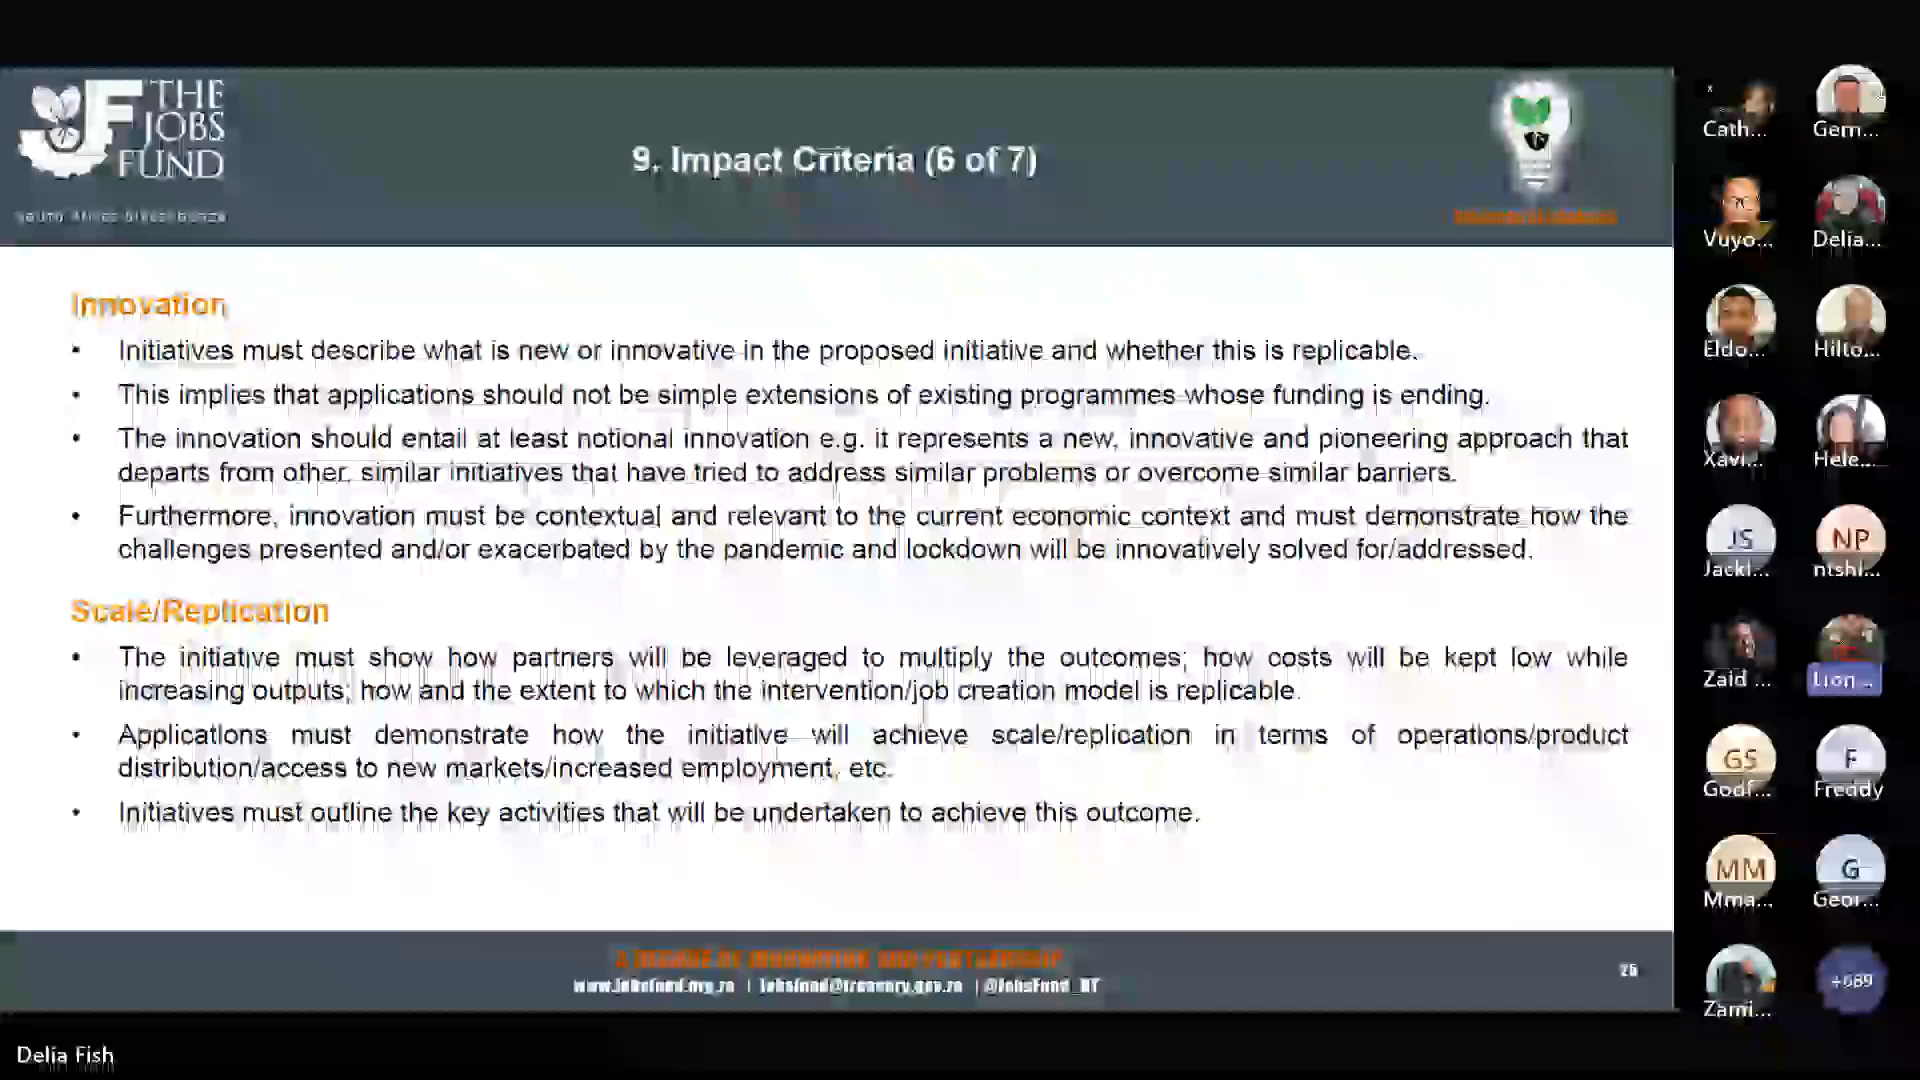 THE
JOBS
FUND
9. Impact Criteria (6 of 7)
Innovation
• Initiatives must describe what is new or innovative in the proposed initiative and whether this is replicable.
• This implies that applications should not be simple extensions of existing programmes whose funding is ending.
• The innovation should entail at least notional innovation e.g. it represents a new, innovative and pioneering approach that
departs from other, similar initiatives that have tried to address similar problems or overcome similar barriers.
• Furthermore, innovation must be contextual and relevant to the current economic context and must demonstrate how the
challenges presented and/or exacerbated by the pandemic and lockdown will be innovatively solved for/addressed.
Scale/Replication
• The initiative must show how partners will be leveraged to multiply the outcomes; how costs will be kept low while
increasing outputs; how and the extent to which the intervention/job creation model is replicable.
• Applications must demonstrate how the initiative will achieve scale/replication in terms of operations/product
distribution/access to new markets/increased employment, etc.
• Initiatives must outline the key activities that will be undertaken to achieve this outcome.
www.jobsfund.org.za | jobsfund@treasury.gov.za | @JobsFund_NT
Cath... Gem...
Vuyo... Delia...
Eldo... Hilto...
Xavi... Hele...
JS NP
Jackl... ntshi...
Zaid ... Lion...
GS F
Godf... Freddy
MM G
Mma... Geor...
Zami... +689
Delia Fish